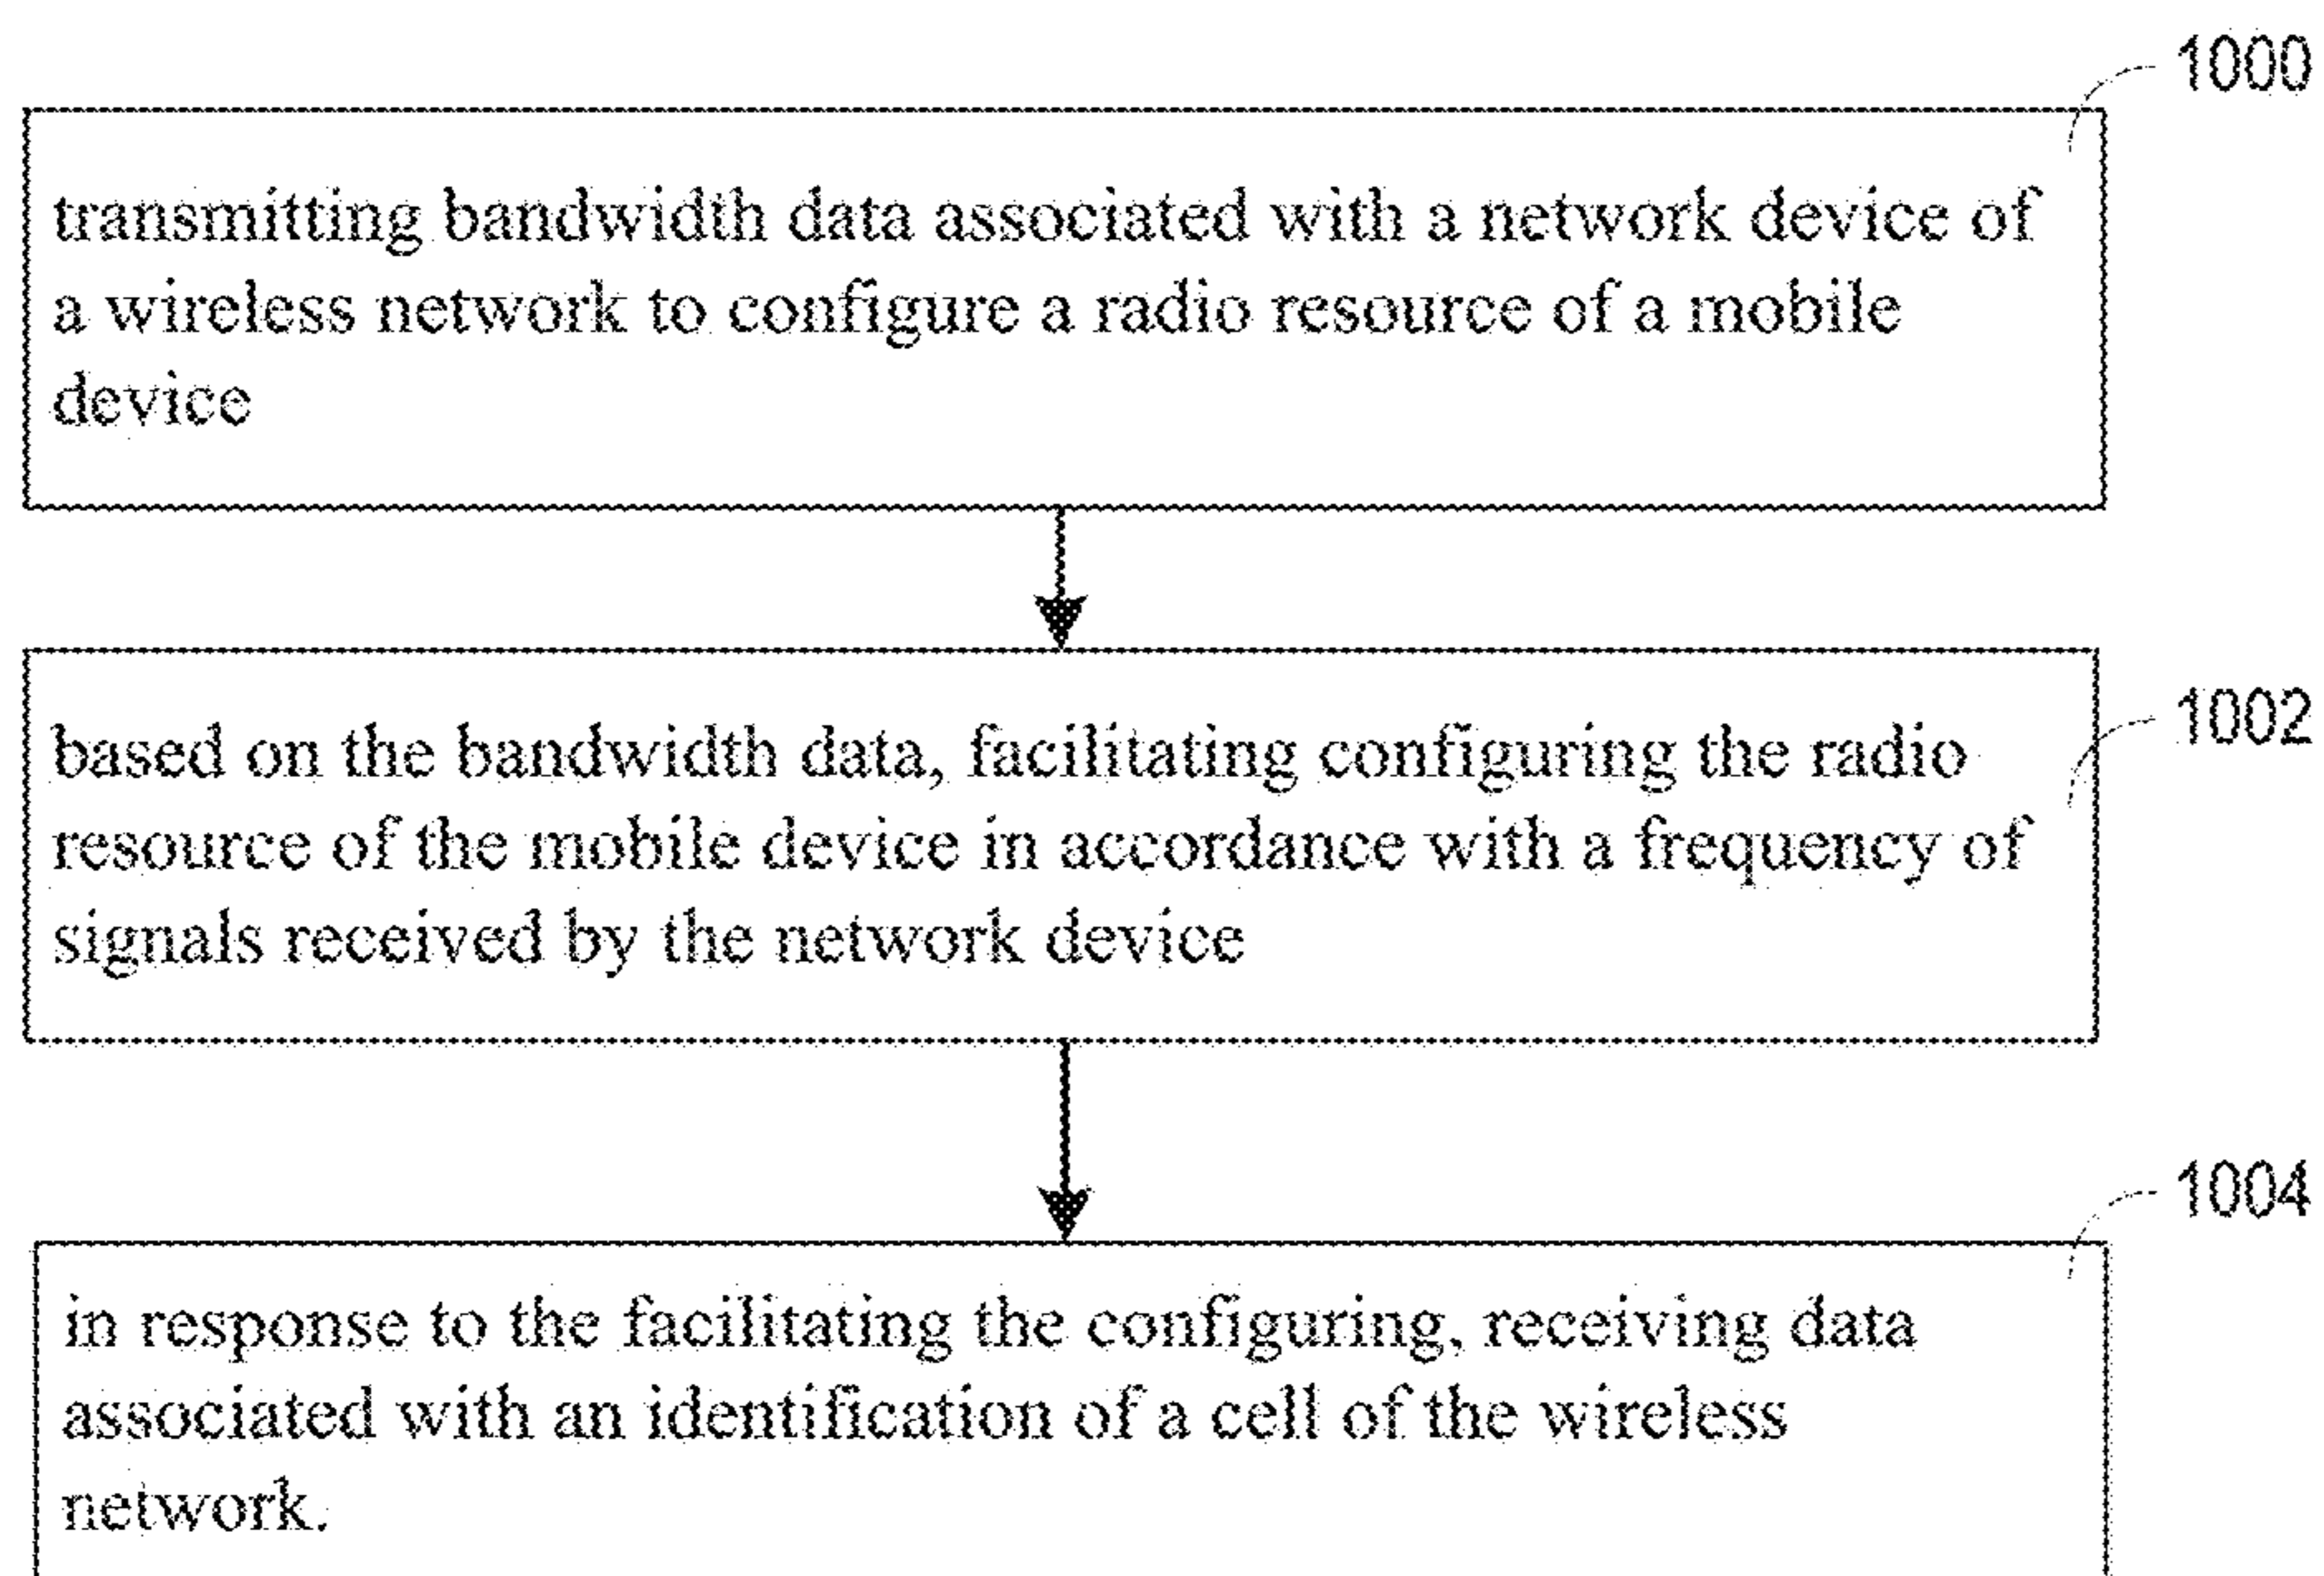 1000
transmitting bandwidth data associated with a network device of
a wireless network to configure a radio resource of a mobile
device
1002
based on the bandwidth data, facilitating configuring the radio
resource of the mobile device in accordance with a frequency of
signals received by the network device
1004
in response to the facilitating the configuring, receiving data
associated with an identification of a cell of the wireless
network.